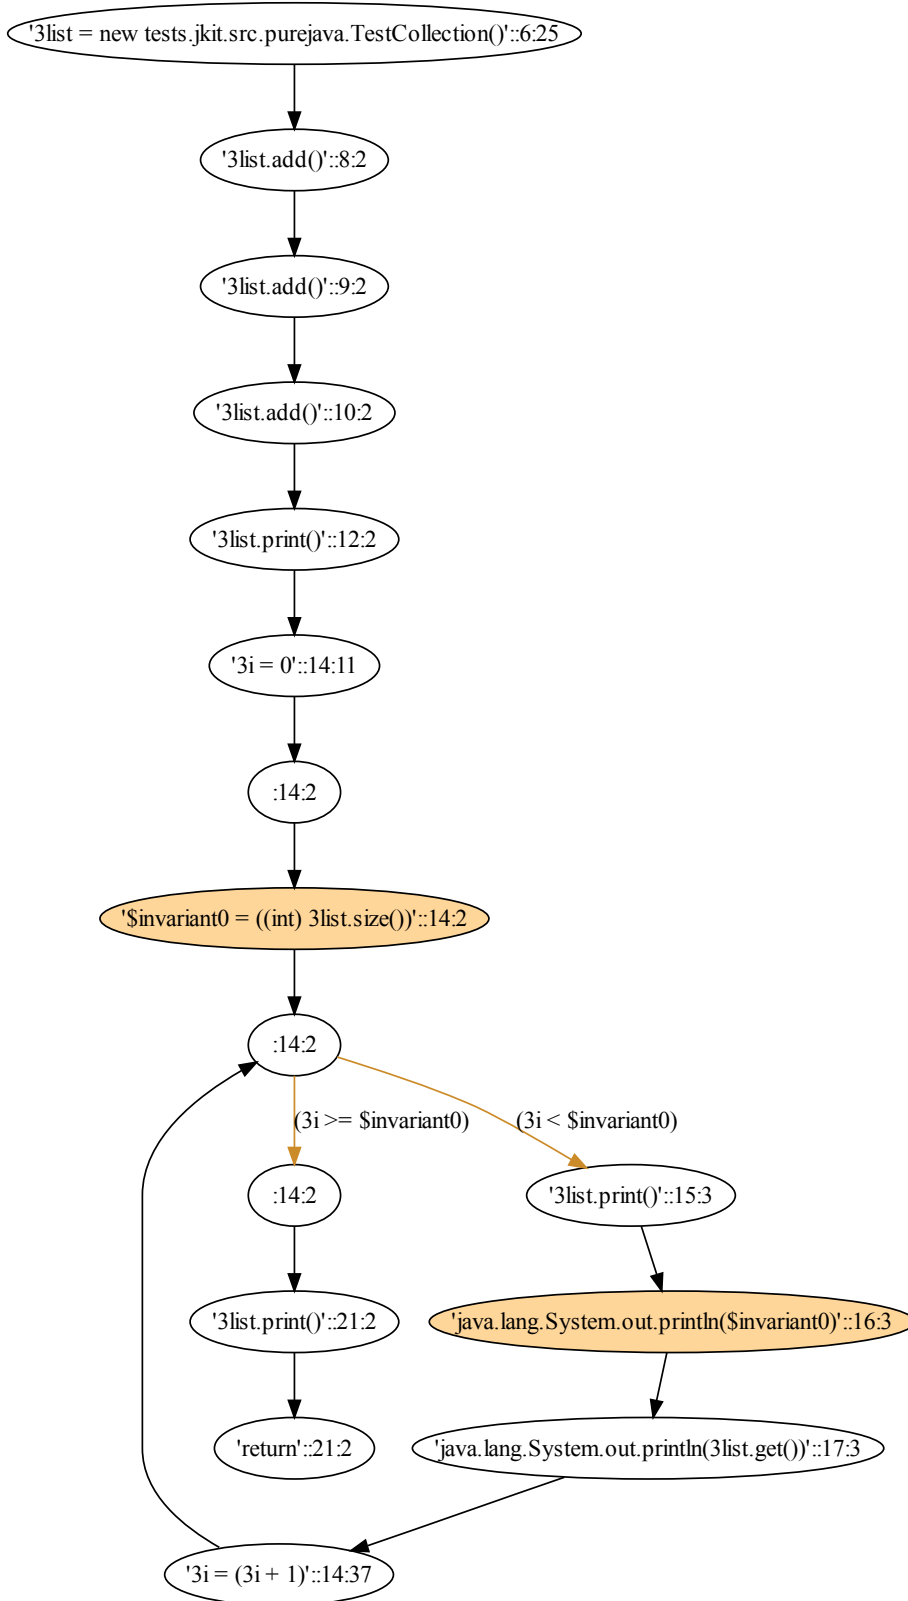 '3list = new tests.jkit.src.purejava.TestCollection()'::6:25
'3list.add()'::8:2
'3list.add()'::9:2
'3list.add()'::10:2
'3list.print()'::12:2
'3i = 0'::14:11
:14:2
'$invariant0 = ((int) 3list.size())'::14:2
:14:2
(3i >= $invariant0)
(3i < $invariant0)
:14:2
'3list.print()'::15:3
'3list.print()'::21:2
'java.lang.System.out.println($invariant0)'::16:3
'return'::21:2
'java.lang.System.out.println(3list.get())'::17:3
'3i = (3i + 1)'::14:37